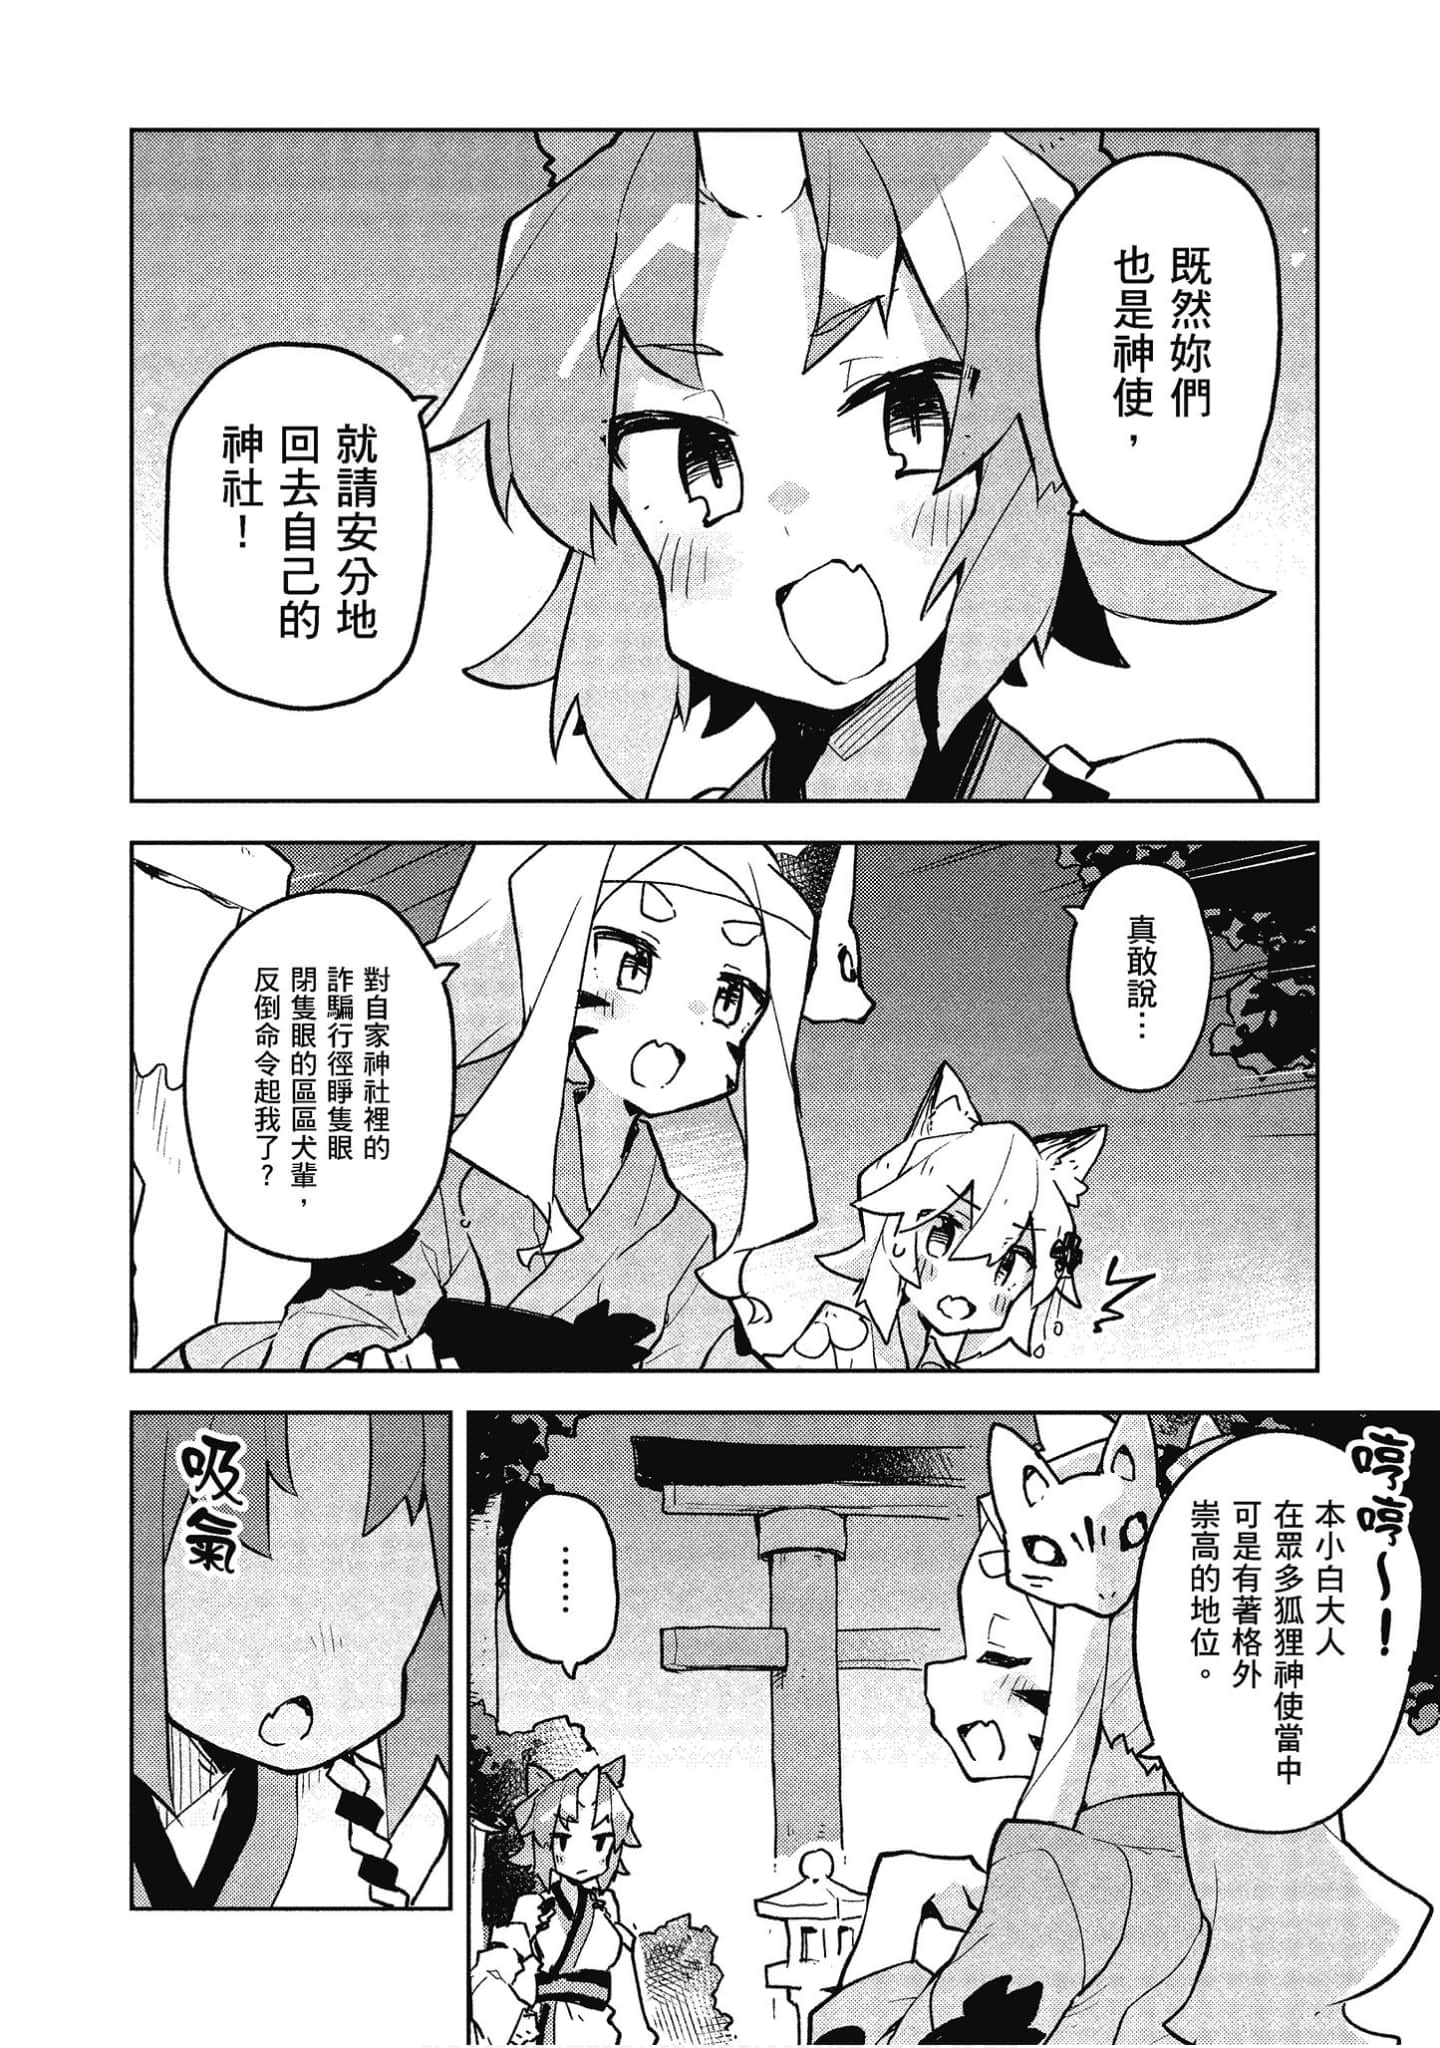 既然妳們
也是神使，
就請安分地
回去自己的
神社！
真敢說…
對自家神社裡的
詐騙行徑睜隻眼
閉隻眼的區區犬輩，
反倒命令起我了？
哼哼～！
本小白大人
在眾多狐狸神使當中
可是有著格外
崇高的地位。
……
吸氣